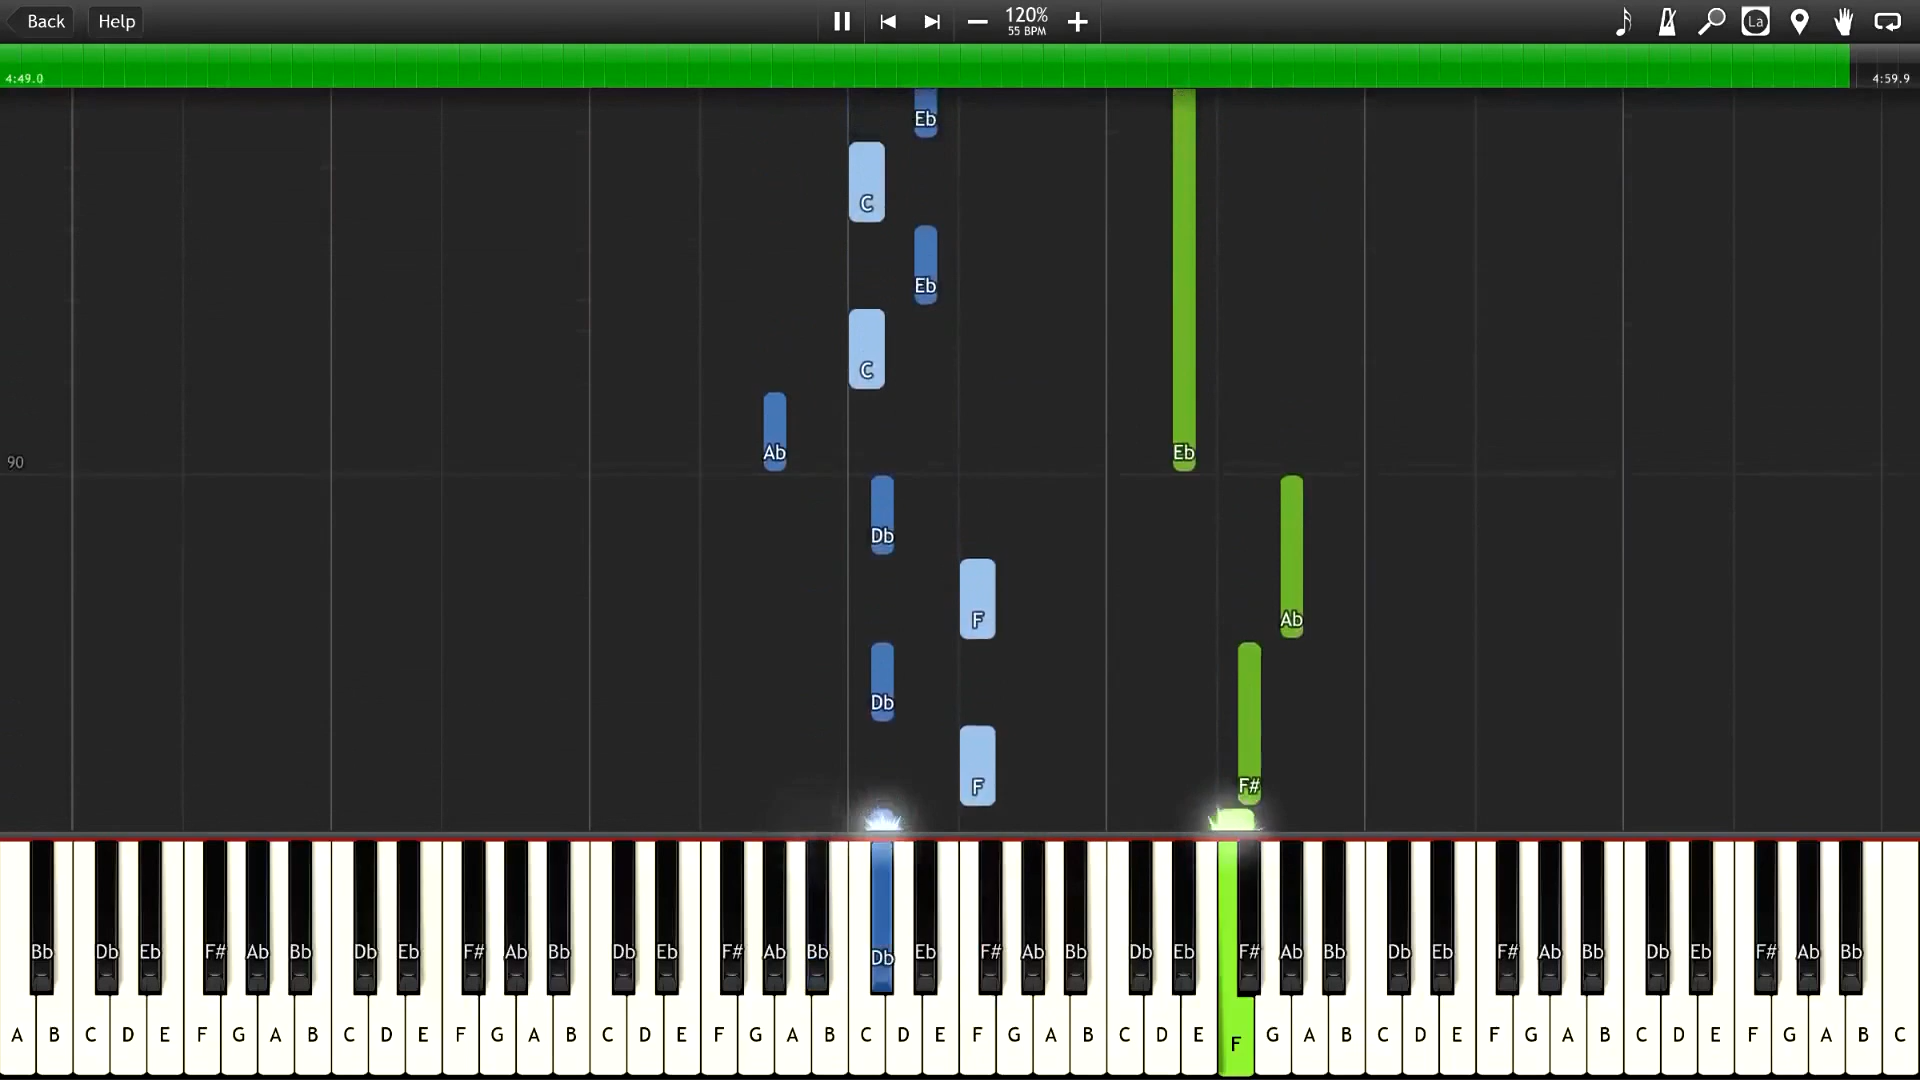 Back Help 120% La
55 BPM
4:49.0 4:59.9
Eb
C
Eb
C
Ab Eb
90
Db
F Ab
Db
F F#
Bb Db Eb F# Ab Bb Db Eb F# Ab Bb Db Eb F# Ab Bb Db Eb F# Ab Bb Db Eb F# Ab Bb Db Eb F# Ab Bb Db Eb F# Ab Bb
A B C D E F G A B C D E F G A B C D E F G A B C D E F G A B C D E F G A B C D E F G A B C D E F G A B C